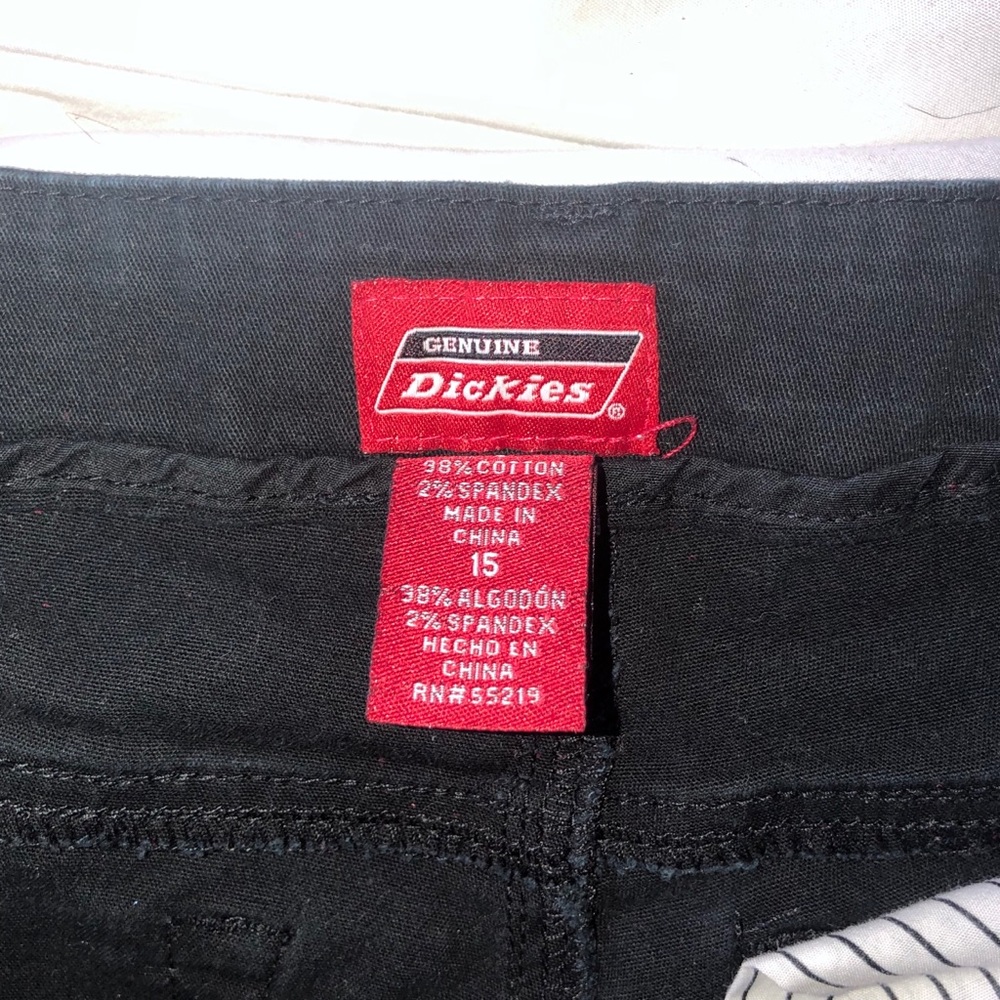 GENUINE
Dickies®
98% COTTON
2% SPANDEX
MADE IN
CHINA
15
98% ALGODÓN
2% SPANDEX
HECHO EN
CHINA
RN# 55219